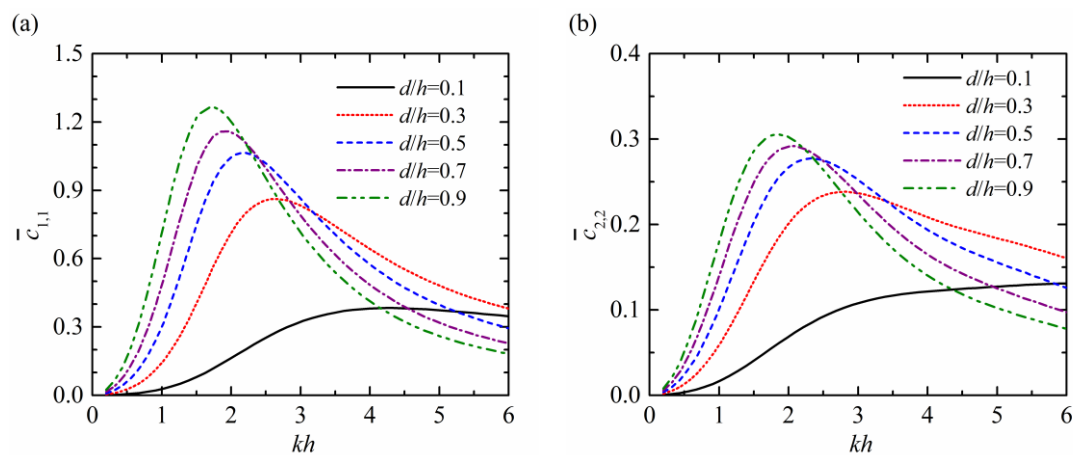 (a)
1.5
1.2
0.9
0.6
0.3
0.0
c̄1,1
d/h=0.1
d/h=0.3
d/h=0.5
d/h=0.7
d/h=0.9
0 1 2 3 4 5 6
kh
(b)
0.4
0.3
0.2
0.1
0.0
c̄2,2
d/h=0.1
d/h=0.3
d/h=0.5
d/h=0.7
d/h=0.9
0 1 2 3 4 5 6
kh